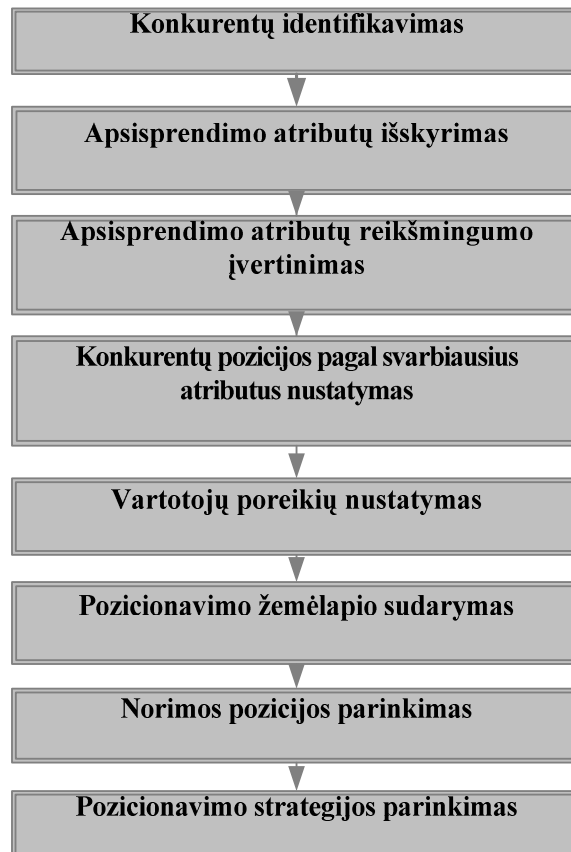 Konkurentų identifikavimas
Apsisprendimo atributų išskyrimas
Apsisprendimo atributų reikšmingumo
įvertinimas
Konkurentų pozicijos pagal svarbiausius
atributus nustatymas
Vartotojų poreikių nustatymas
Pozicionavimo žemėlapio sudarymas
Norimos pozicijos parinkimas
Pozicionavimo strategijos parinkimas